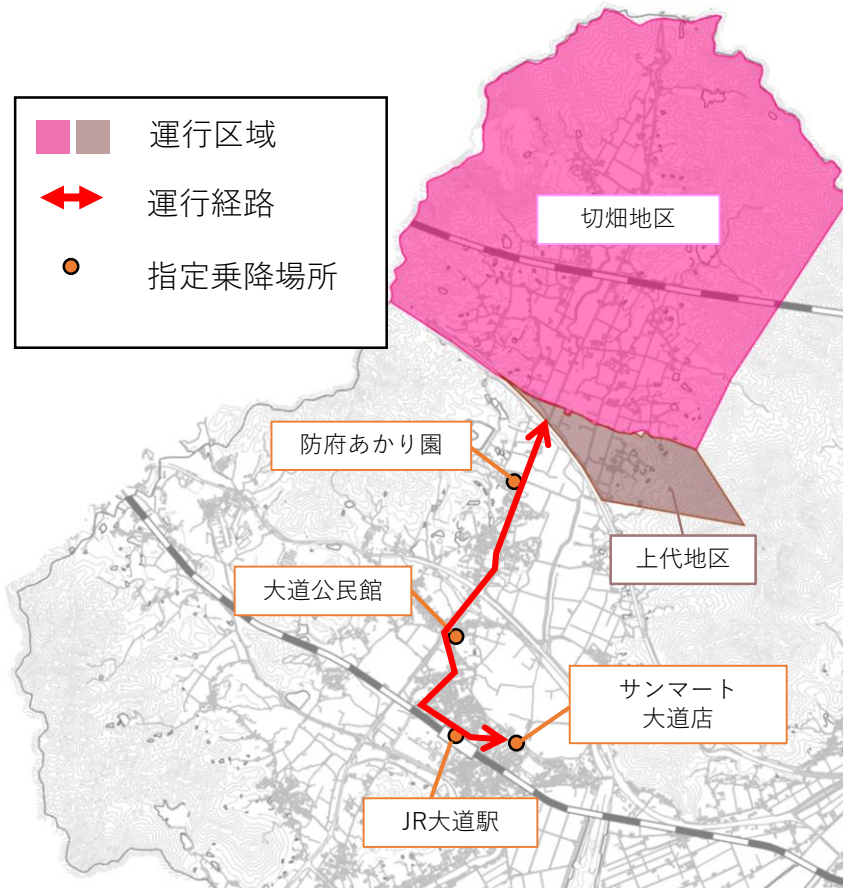 運行区域
運行経路
指定乗降場所
切畑地区
防府あかり園
上代地区
大道公民館
サンマート
大道店
JR大道駅